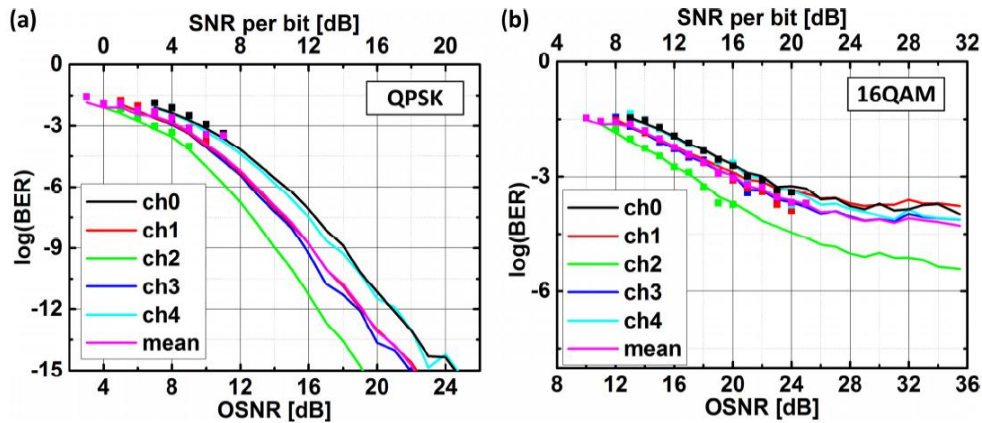 (a)
SNR per bit [dB]
0 4 8 12 16 20
0
-3
-6
-9
-12
-15
log(BER)
QPSK
ch0
ch1
ch2
ch3
ch4
mean
4 8 12 16 20 24
OSNR [dB]
(b)
SNR per bit [dB]
4 8 12 16 20 24 28 32
0
-3
-6
log(BER)
16QAM
ch0
ch1
ch2
ch3
ch4
mean
8 12 16 20 24 28 32 36
OSNR [dB]